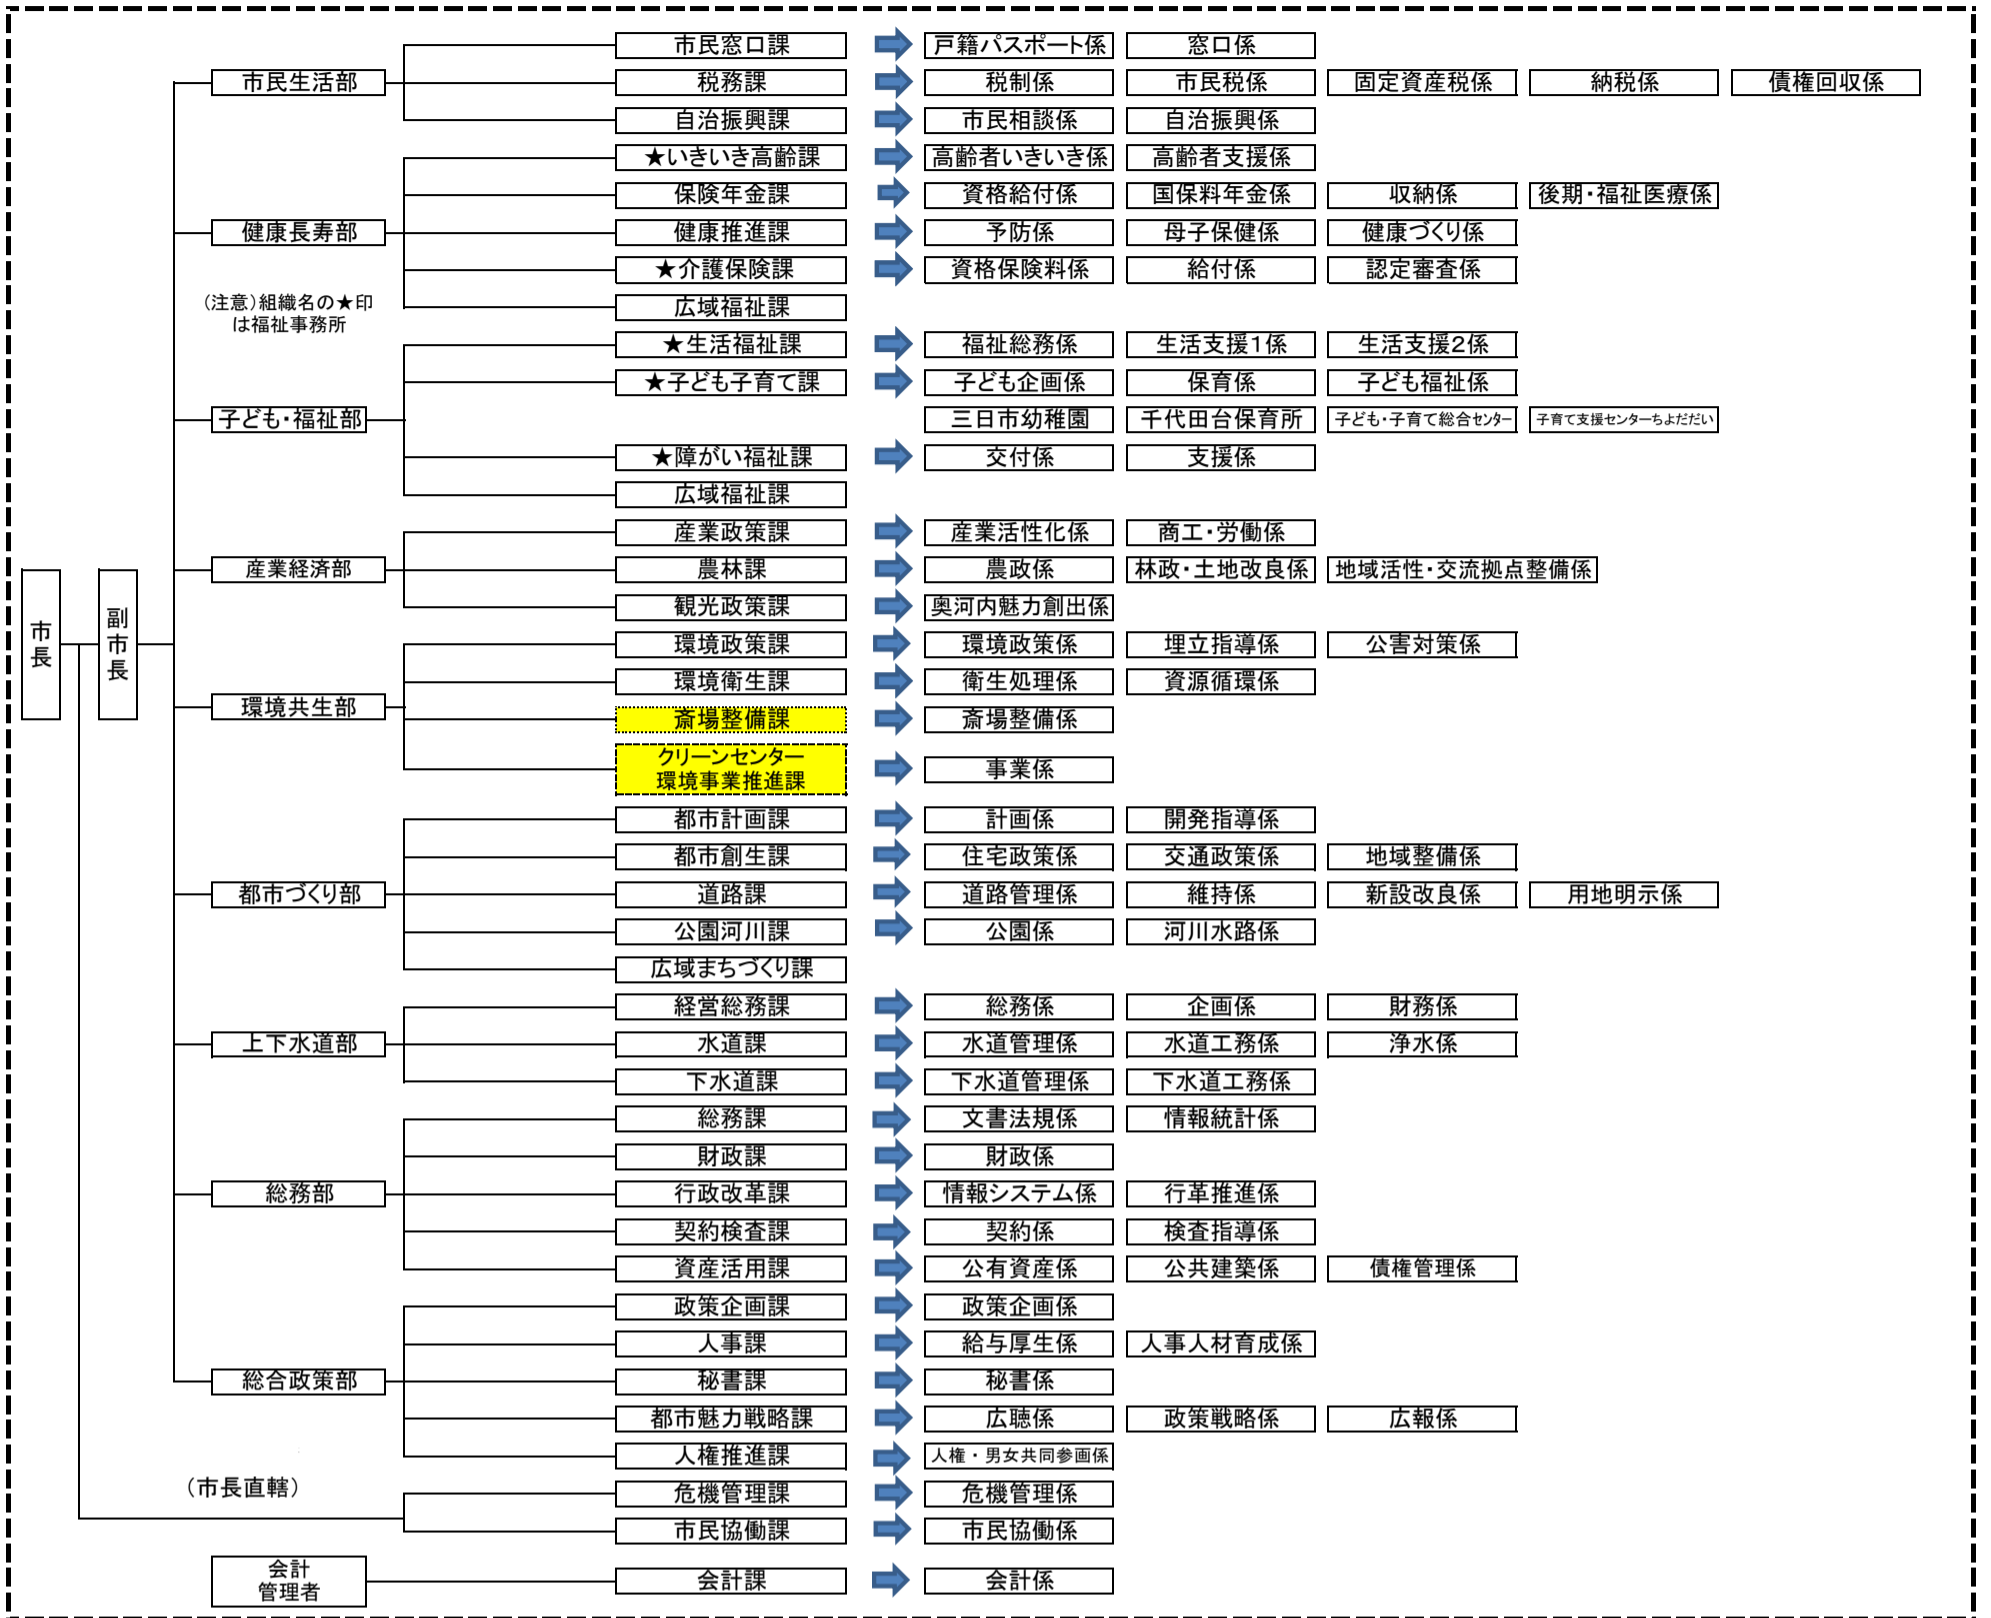 市民窓口課 戸籍パスポート係 窓口係
市民生活部 税務課 税制係 市民税係 固定資産税係 納税係 債権回収係
自治振興課 市民相談係 自治振興係
★いきいき高齢課 高齢者いきいき係 高齢者支援係
保険年金課 資格給付係 国保料年金係 収納係 後期・福祉医療係
健康長寿部 健康推進課 予防係 母子保健係 健康づくり係
★介護保険課 資格保険料係 給付係 認定審査係
（注意）組織名の★印
は福祉事務所
広域福祉課
★生活福祉課 福祉総務係 生活支援1係 生活支援2係
★子ども子育て課 子ども企画係 保育係 子ども福祉係
子ども・福祉部 三日市幼稚園 千代田台保育所 子ども・子育て総合センター 子育て支援センターちよだだい
★障がい福祉課 交付係 支援係
広域福祉課
産業政策課 産業活性化係 商工・労働係
産業経済部 農林課 農政係 林政・土地改良係 地域活性・交流拠点整備係
観光政策課 奥河内魅力創出係
市長 副市長
環境政策課 環境政策係 埋立指導係 公害対策係
環境衛生課 衛生処理係 資源循環係
環境共生部 斎場整備課 斎場整備係
クリーンセンター
環境事業推進課 事業係
都市計画課 計画係 開発指導係
都市創生課 住宅政策係 交通政策係 地域整備係
都市づくり部 道路課 道路管理係 維持係 新設改良係 用地明示係
公園河川課 公園係 河川水路係
広域まちづくり課
経営総務課 総務係 企画係 財務係
上下水道部 水道課 水道管理係 水道工務係 浄水係
下水道課 下水道管理係 下水道工務係
総務課 文書法規係 情報統計係
財政課 財政係
総務部 行政改革課 情報システム係 行革推進係
契約検査課 契約係 検査指導係
資産活用課 公有資産係 公共建築係 債権管理係
政策企画課 政策企画係
人事課 給与厚生係 人事人材育成係
総合政策部 秘書課 秘書係
都市魅力戦略課 広聴係 政策戦略係 広報係
人権推進課 人権・男女共同参画係
（市長直轄） 危機管理課 危機管理係
市民協働課 市民協働係
会計
管理者 会計課 会計係